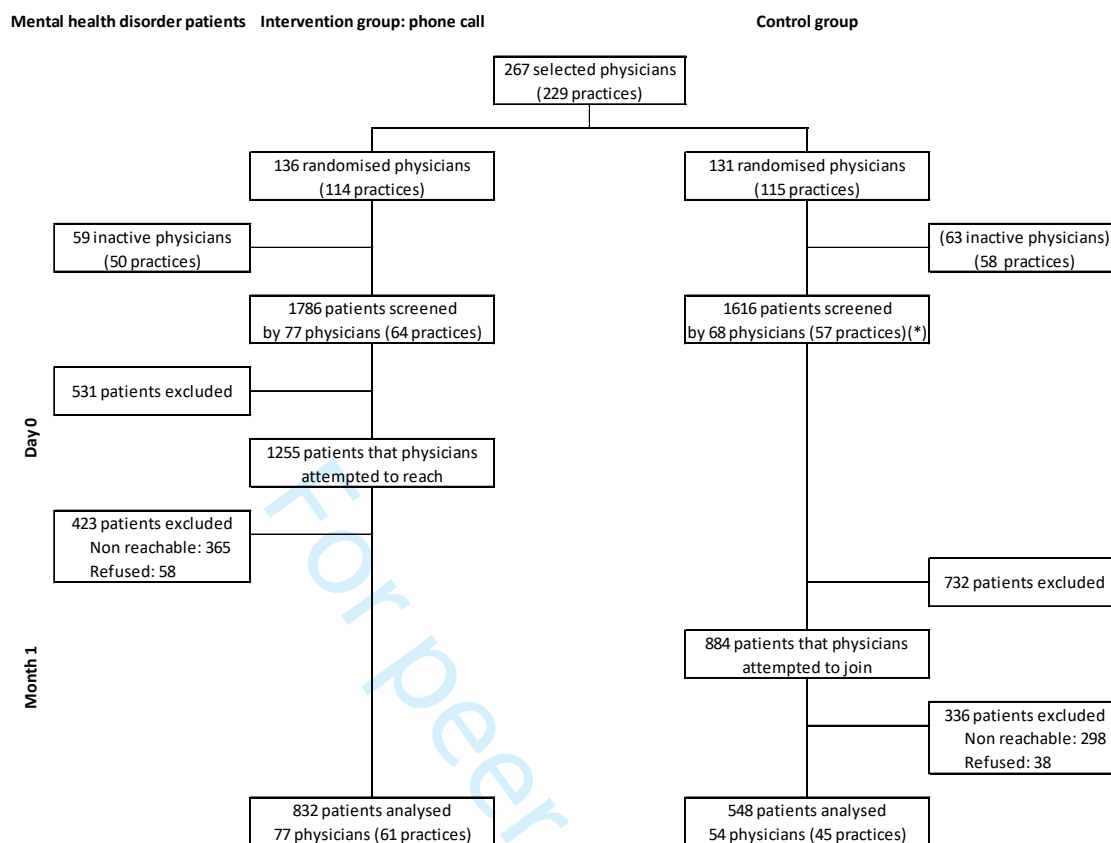 Mental health disorder patients Intervention group: phone call Control group
267 selected physicians
(229 practices)
136 randomised physicians
(114 practices)
131 randomised physicians
(115 practices)
59 inactive physicians
(50 practices)
(63 inactive physicians)
(58 practices)
1786 patients screened
by 77 physicians (64 practices)
1616 patients screened
by 68 physicians (57 practices)(*)
531 patients excluded
Day 0
1255 patients that physicians
attempted to reach
423 patients excluded
Non reachable: 365
Refused: 58
732 patients excluded
Month 1
884 patients that physicians
attempted to join
336 patients excluded
Non reachable: 298
Refused: 38
832 patients analysed
77 physicians (61 practices)
548 patients analysed
54 physicians (45 practices)
For peer